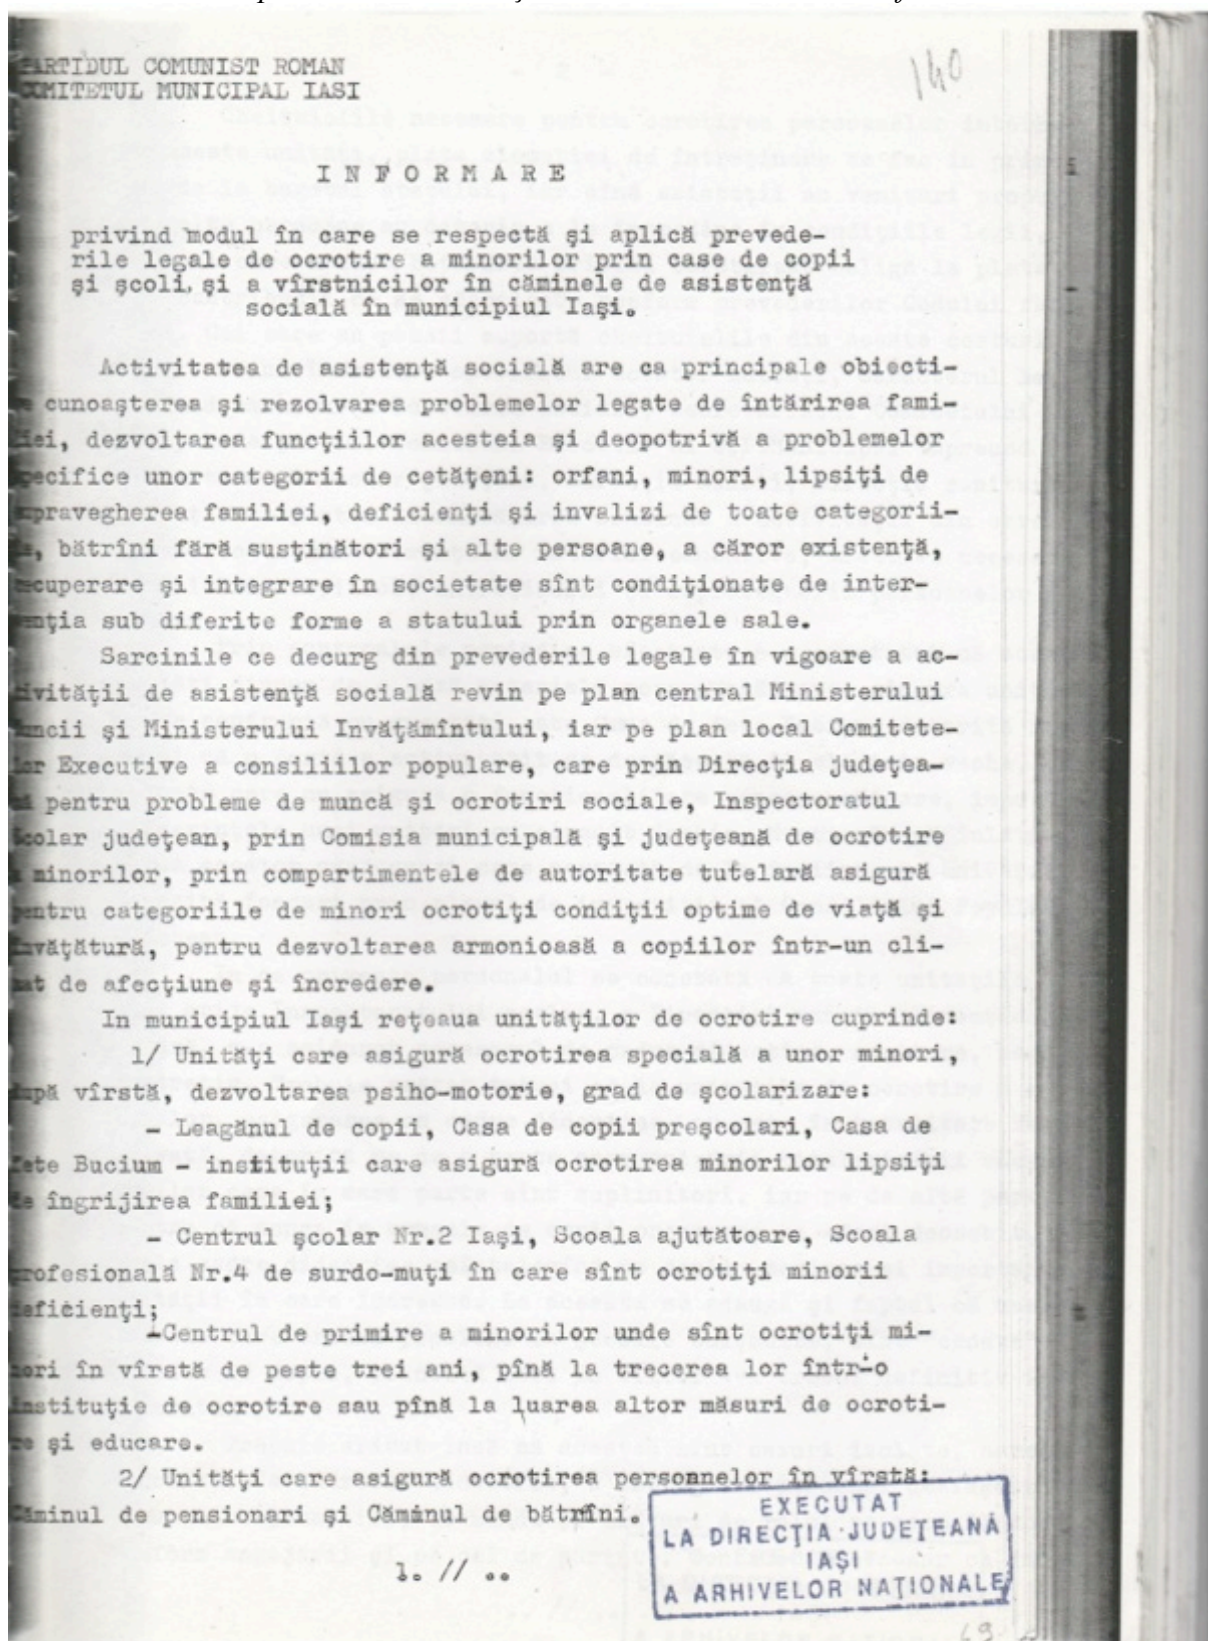 PARTIDUL COMUNIST ROMAN
COMITETUL MUNICIPAL IASI
140
I N F O R M A R E
privind modul în care se respectă şi aplică prevede-
rile legale de ocrotire a minorilor prin case de copii
şi şcoli, şi a vîrstnicilor în căminele de asistenţă
socială în municipiul Iaşi.
Activitatea de asistenţă socială are ca principale obiecti-
cunoaşterea şi rezolvarea problemelor legate de întărirea fami-
liei, dezvoltarea funcţiilor acesteia şi deopotrivă a problemelor
specifice unor categorii de cetăţeni: orfani, minori, lipsiţi de
supravegherea familiei, deficienţi şi invalizi de toate categorii-
le, bătrîni fără susţinători şi alte persoane, a căror existenţă,
recuperare şi integrare în societate sînt condiţionate de inter-
venţia sub diferite forme a statului prin organele sale.
Sarcinile ce decurg din prevederile legale în vigoare a ac-
tivităţii de asistenţă socială revin pe plan central Ministerului
Muncii şi Ministerului Invăţămîntului, iar pe plan local Comitete-
lor Executive a consiliilor populare, care prin Direcţia judeţea-
nă pentru probleme de muncă şi ocrotiri sociale, Inspectoratul
Scolar judeţean, prin Comisia municipală şi judeţeană de ocrotire
a minorilor, prin compartimentele de autoritate tutelară asigură
pentru categoriile de minori ocrotiţi condiţii optime de viaţă şi
învăţătură, pentru dezvoltarea armonioasă a copiilor într-un cli-
mat de afecţiune şi încredere.
In municipiul Iaşi reţeaua unităţilor de ocrotire cuprinde:
1/ Unităţi care asigură ocrotirea specială a unor minori,
după vîrstă, dezvoltarea psiho-motorie, grad de şcolarizare:
- Leagănul de copii, Casa de copii preşcolari, Casa de
fete Bucium - instituţii care asigură ocrotirea minorilor lipsiţi
de îngrijirea familiei;
- Centrul şcolar Nr.2 Iaşi, Scoala ajutătoare, Scoala
profesională Nr.4 de surdo-muţi în care sînt ocrotiţi minorii
deficienţi;
-Centrul de primire a minorilor unde sînt ocrotiţi mi-
nori în vîrstă de peste trei ani, pînă la trecerea lor într-o
instituţie de ocrotire sau pînă la luarea altor măsuri de ocroti-
re şi educare.
2/ Unităţi care asigură ocrotirea persoanelor în vîrstă:
Căminul de pensionari şi Căminul de bătrîni.
1. // ..
EXECUTAT
LA DIRECŢIA JUDEŢEANĂ
IAŞI
A ARHIVELOR NAŢIONALE
69